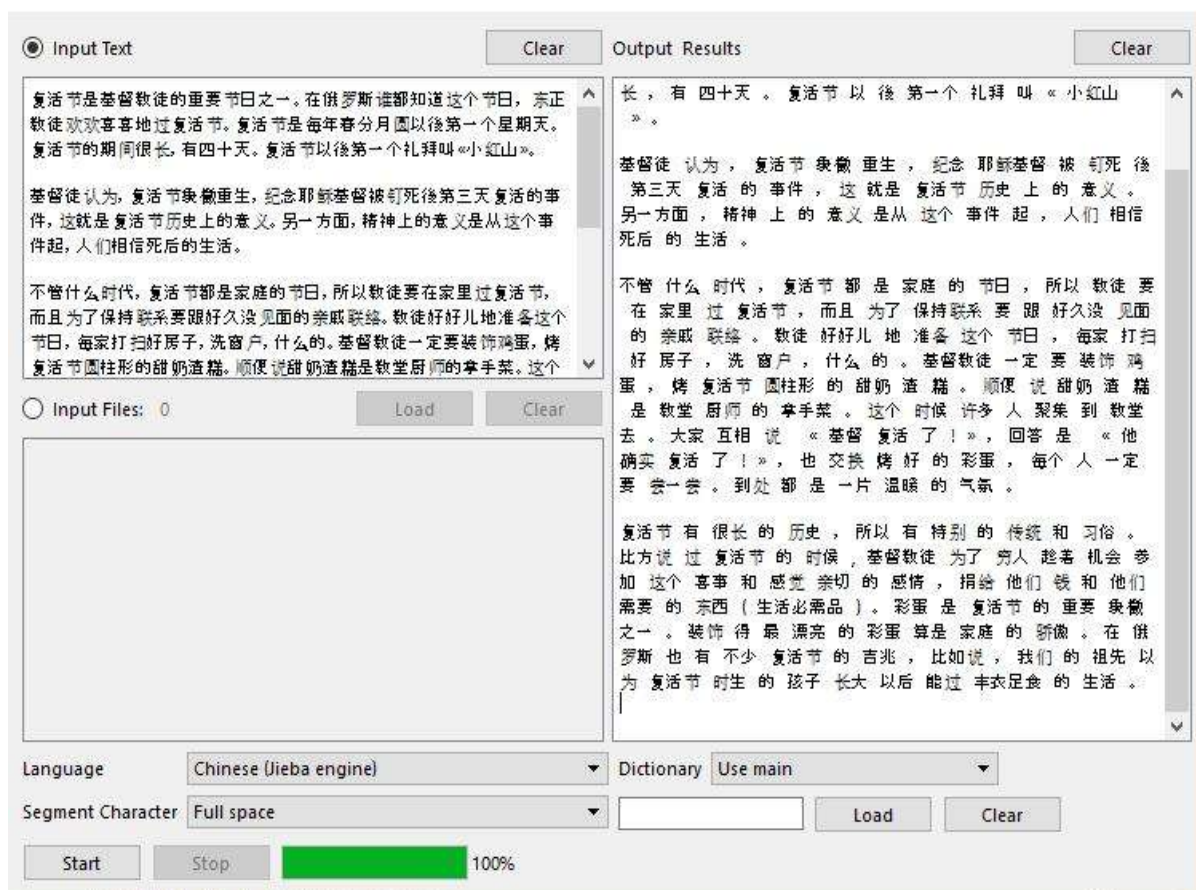 Input Text
Clear
复活节是基督教徒的重要节日之一。在俄罗斯谁都知道这个节日，东正
教徒欢欢喜喜地过复活节。复活节是每年春分月圆以後第一个星期天。
复活节的期间很长，有四十天。复活节以後第一个礼拜叫«小红山»。
基督徒认为，复活节象徵重生，纪念耶稣基督被钉死後第三天复活的事
件，这就是复活节历史上的意义。另一方面，精神上的意义是从这个事
件起，人们相信死后的生活。
不管什么时代，复活节都是家庭的节日，所以教徒要在家里过复活节，
而且为了保持联系要跟好久没见面的亲戚联络。教徒好好儿地准备这个
节日，每家打扫好房子，洗窗户，什么的。基督教徒一定要装饰鸡蛋，烤
复活节圆柱形的甜奶渣糕。顺便说甜奶渣糕是教堂厨师的拿手菜。这个
Input Files: 0
Load
Clear
Output Results
Clear
长 ， 有 四十天 。 复活节 以 後 第一个 礼拜 叫 « 小红山
» 。
基督徒 认为 ， 复活节 象徵 重生 ， 纪念 耶稣基督 被 钉死 後
第三天 复活 的 事件 ， 这 就是 复活节 历史 上 的 意义 。
另一方面 ， 精神 上 的 意义 是从 这个 事件 起 ， 人们 相信
死后 的 生活 。
不管 什么 时代 ， 复活节 都 是 家庭 的 节日 ， 所以 教徒 要
在 家里 过 复活节 ， 而且 为了 保持联系 要 跟 好久没 见面
的 亲戚 联络 。 教徒 好好儿 地 准备 这个 节日 ， 每家 打扫
好 房子 ， 洗 窗户 ， 什么 的 。 基督教徒 一定 要 装饰 鸡
蛋 ， 烤 复活节 圆柱形 的 甜奶 渣 糕 。 顺便 说 甜奶 渣 糕
是 教堂 厨师 的 拿手菜 。 这个 时候 许多 人 聚集 到 教堂
去 。 大家 互相 说 « 基督 复活 了 ！ » ， 回答 是 « 他
确实 复活 了 ！ » ， 也 交换 烤 好 的 彩蛋 ， 每个 人 一定
要 尝一尝 。 到处 都 是 一片 温暖 的 气氛 。
复活节 有 很长 的 历史 ， 所以 有 特别 的 传统 和 习俗 。
比方说 过 复活节 的 时候 , 基督教徒 为了 穷人 趁着 机会 参
加 这个 喜事 和 感觉 亲切 的 感情 ， 捐给 他们 钱 和 他们
需要 的 东西 ( 生活必需品 ) 。 彩蛋 是 复活节 的 重要 象徵
之一 。 装饰 得 最 漂亮 的 彩蛋 算是 家庭 的 骄傲 。 在 俄
罗斯 也 有 不少 复活节 的 吉兆 ， 比如说 ， 我们 的 祖先 以
为 复活节 时生 的 孩子 长大 以后 能过 丰衣足食 的 生活 。
Language
Chinese (Jieba engine)
Dictionary
Use main
Segment Character
Full space
Load
Clear
Start
Stop
100%